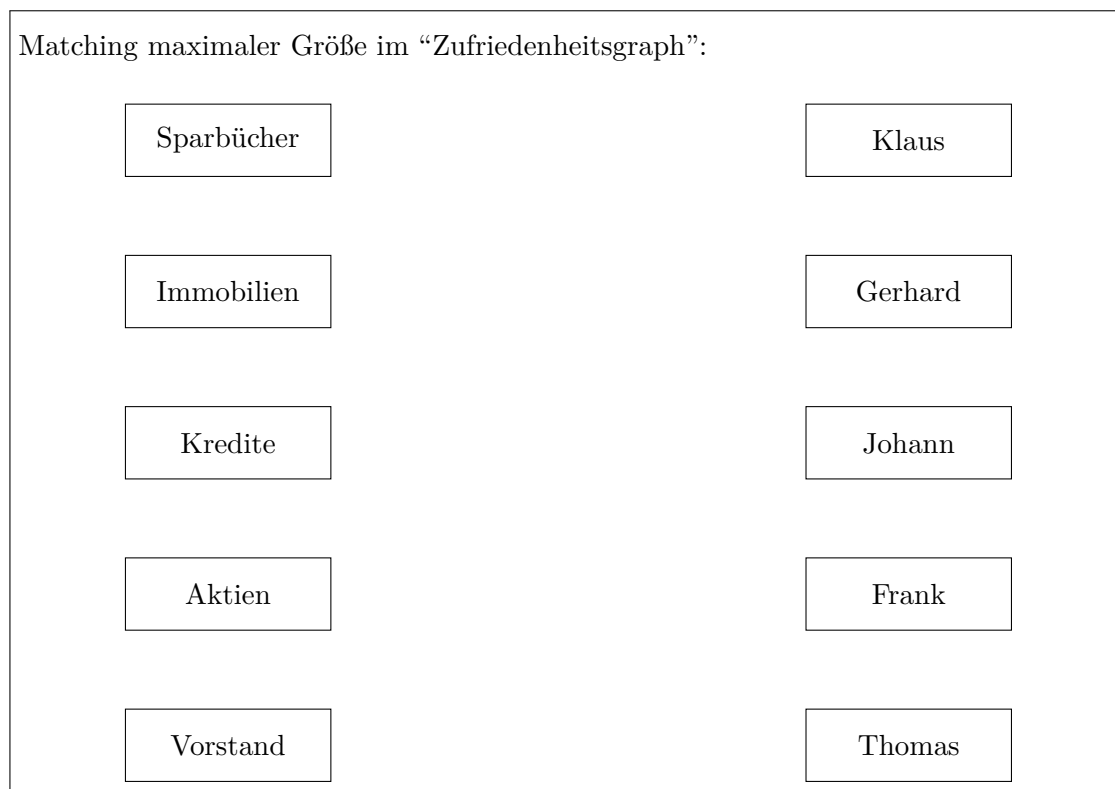 Matching maximaler Größe im “Zufriedenheitsgraph”:
Sparbücher Klaus
Immobilien Gerhard
Kredite Johann
Aktien Frank
Vorstand Thomas